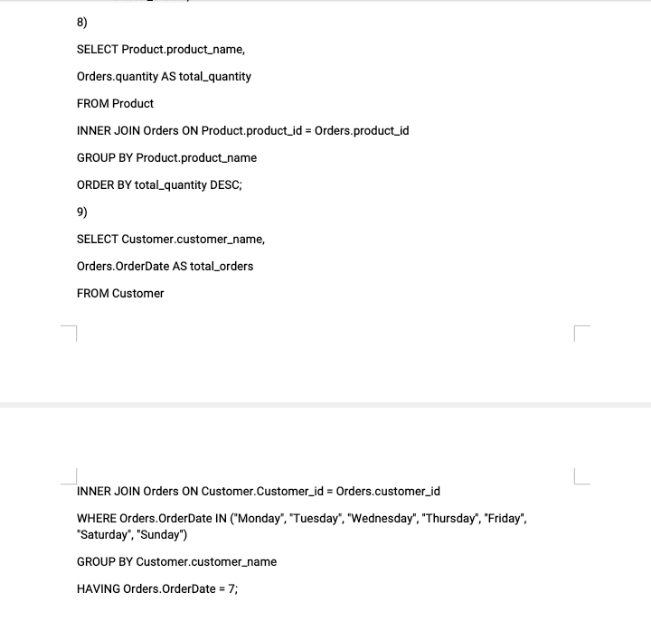 8)
SELECT Product.product_name,
Orders.quantity AS total_quantity
FROM Product
INNER JOIN Orders ON Product.product_id = Orders.product_id
GROUP BY Product.product_name
ORDER BY total_quantity DESC;
9)
SELECT Customer.customer_name,
Orders.OrderDate AS total_orders
FROM Customer
INNER JOIN Orders ON Customer.Customer_id = Orders.customer_id
WHERE Orders.OrderDate IN ("Monday", "Tuesday", "Wednesday", "Thursday", "Friday",
"Saturday", "Sunday")
GROUP BY Customer.customer_name
HAVING Orders.OrderDate = 7;